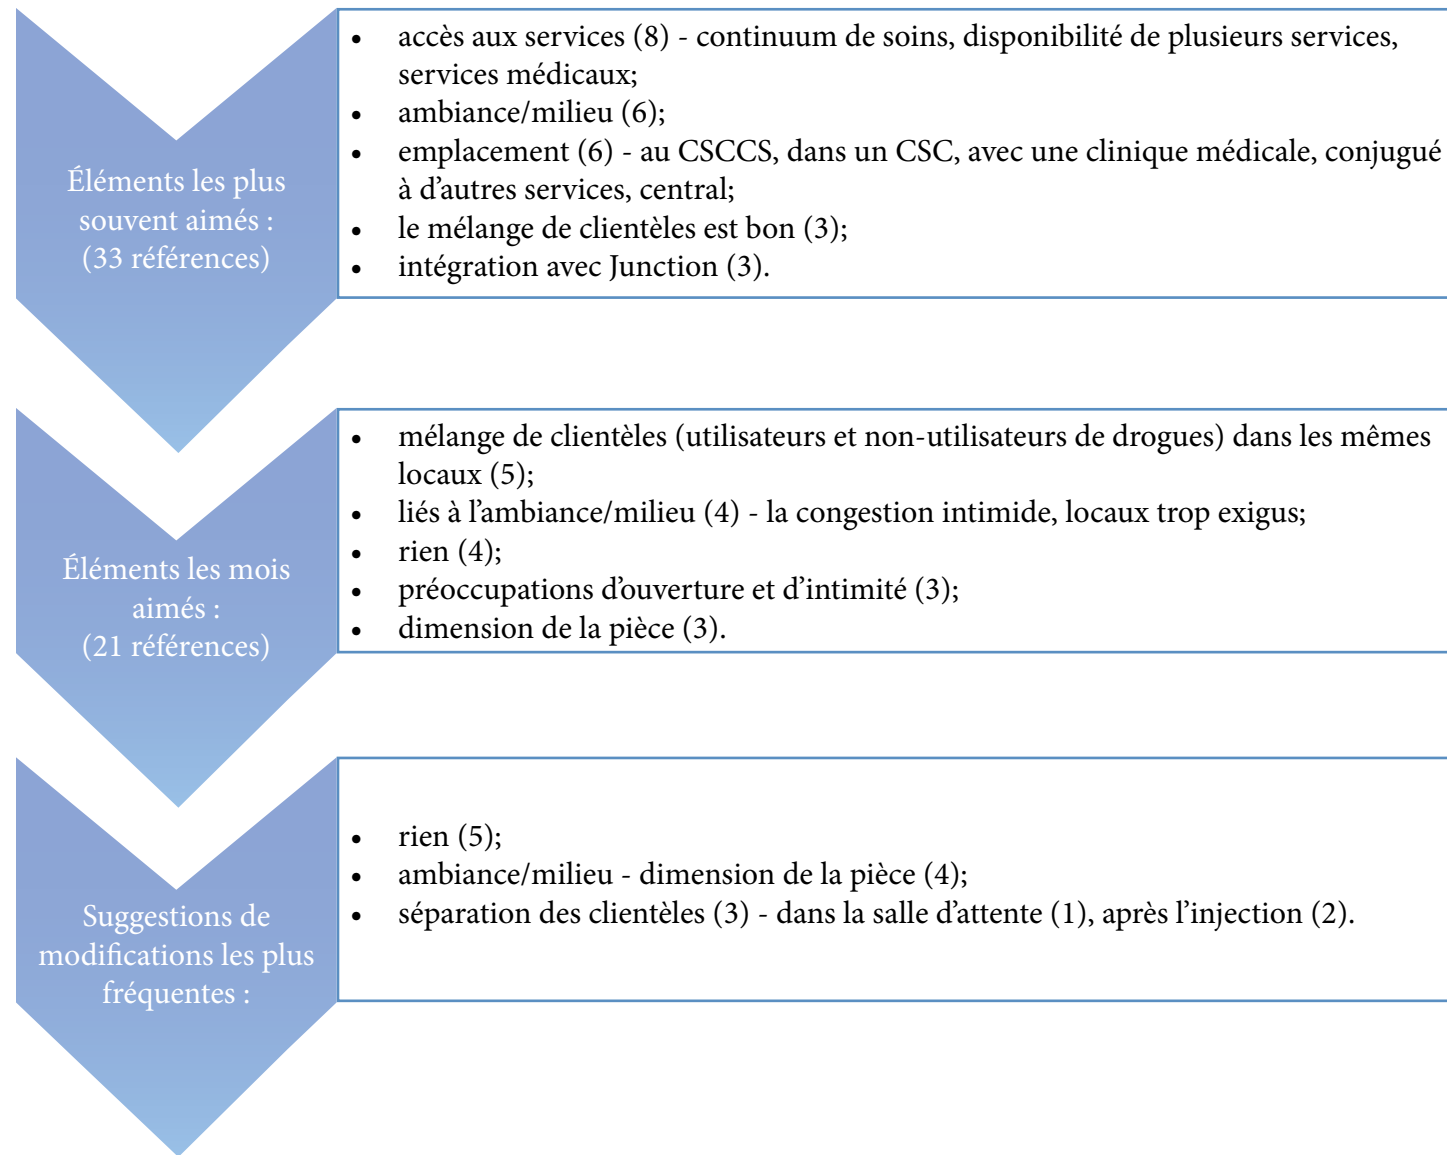 Éléments les plus
souvent aimés :
(33 références)
• accès aux services (8) - continuum de soins, disponibilité de plusieurs services,
services médicaux;
• ambiance/milieu (6);
• emplacement (6) - au CSCCS, dans un CSC, avec une clinique médicale, conjugué
à d'autres services, central;
• le mélange de clientèles est bon (3);
• intégration avec Junction (3).
Éléments les mois
aimés :
(21 références)
• mélange de clientèles (utilisateurs et non-utilisateurs de drogues) dans les mêmes
locaux (5);
• liés à l'ambiance/milieu (4) - la congestion intimide, locaux trop exigus;
• rien (4);
• préoccupations d'ouverture et d'intimité (3);
• dimension de la pièce (3).
Suggestions de
modifications les plus
fréquentes :
• rien (5);
• ambiance/milieu - dimension de la pièce (4);
• séparation des clientèles (3) - dans la salle d'attente (1), après l'injection (2).